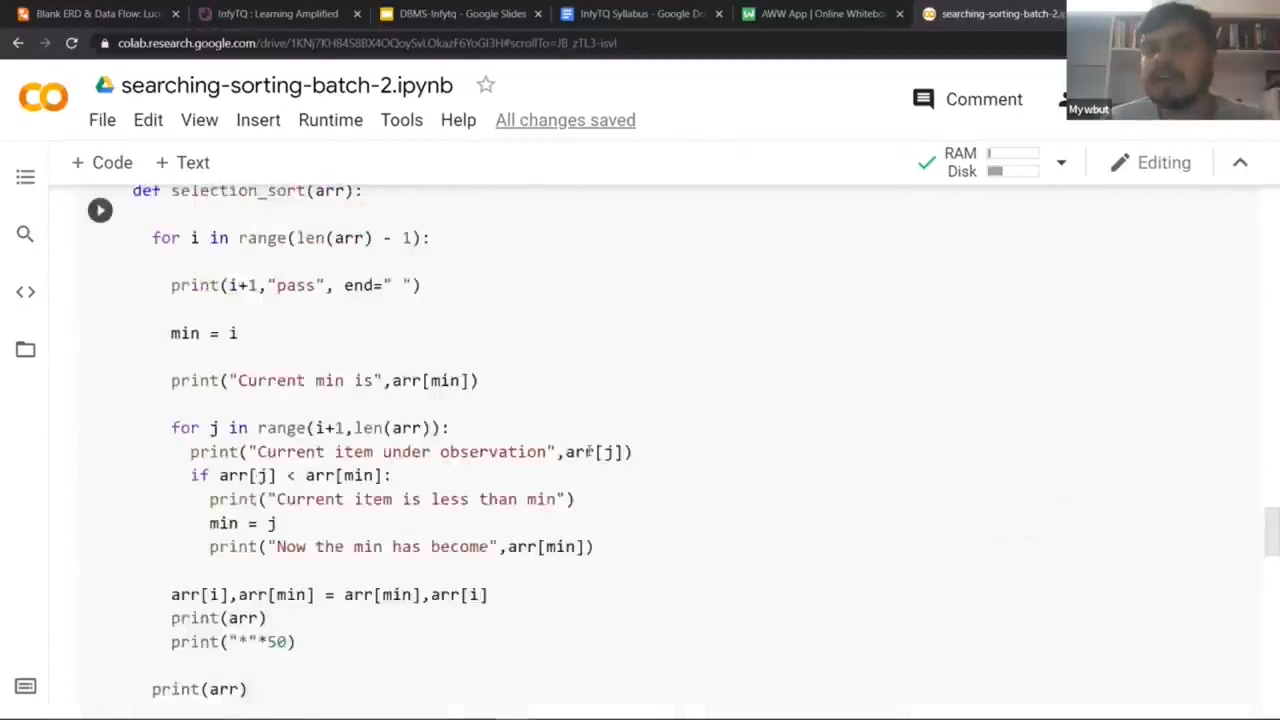 Blank ERD & Data Flow: Luc
InfyTQ : Learning Amplified
DBMS-Infytq - Google Slides
InfyTQ Syllabus - Google Do
AWW App | Online Whitebo
searching-sorting-batch-2.ip
colab.research.google.com/drive/1KNj7KH84S8BX4OQoySvLOkazF6YoGI3H#scrollTo=JB_zTL3-isvl
searching-sorting-batch-2.ipynb
Comment
Mywbut
File Edit View Insert Runtime Tools Help All changes saved
+ Code + Text
RAM
Disk
Editing
def selection_sort(arr):
for i in range(len(arr) - 1):
print(i+1,"pass", end=" ")
min = i
print("Current min is",arr[min])
for j in range(i+1,len(arr)):
print("Current item under observation",arr[j])
if arr[j] < arr[min]:
print("Current item is less than min")
min = j
print("Now the min has become",arr[min])
arr[i],arr[min] = arr[min],arr[i]
print(arr)
print("*"*50)
print(arr)